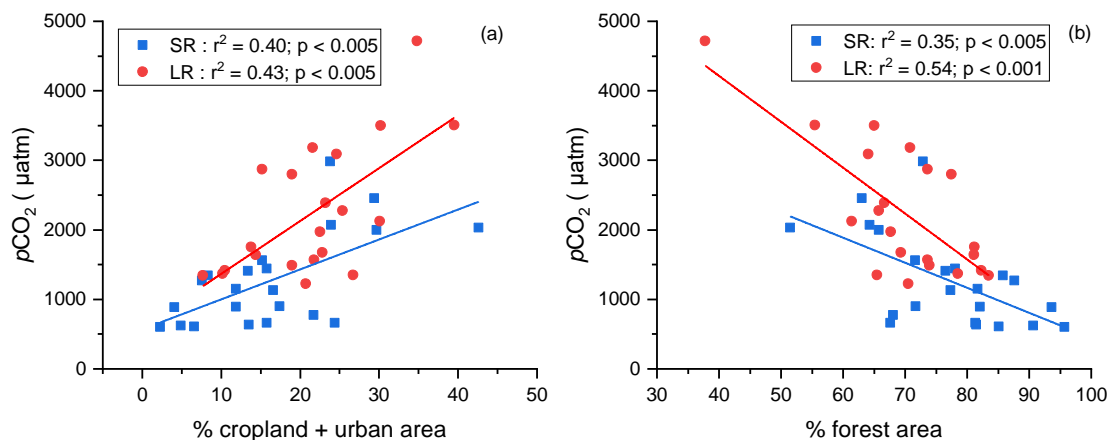 (a)
SR : r² = 0.40; p < 0.005
LR : r² = 0.43; p < 0.005
5000
4000
3000
2000
1000
0
pCO₂ ( µatm)
0 10 20 30 40 50
% cropland + urban area
(b)
SR: r² = 0.35; p < 0.005
LR: r² = 0.54; p < 0.001
5000
4000
3000
2000
1000
0
pCO₂ ( µatm)
30 40 50 60 70 80 90 100
% forest area